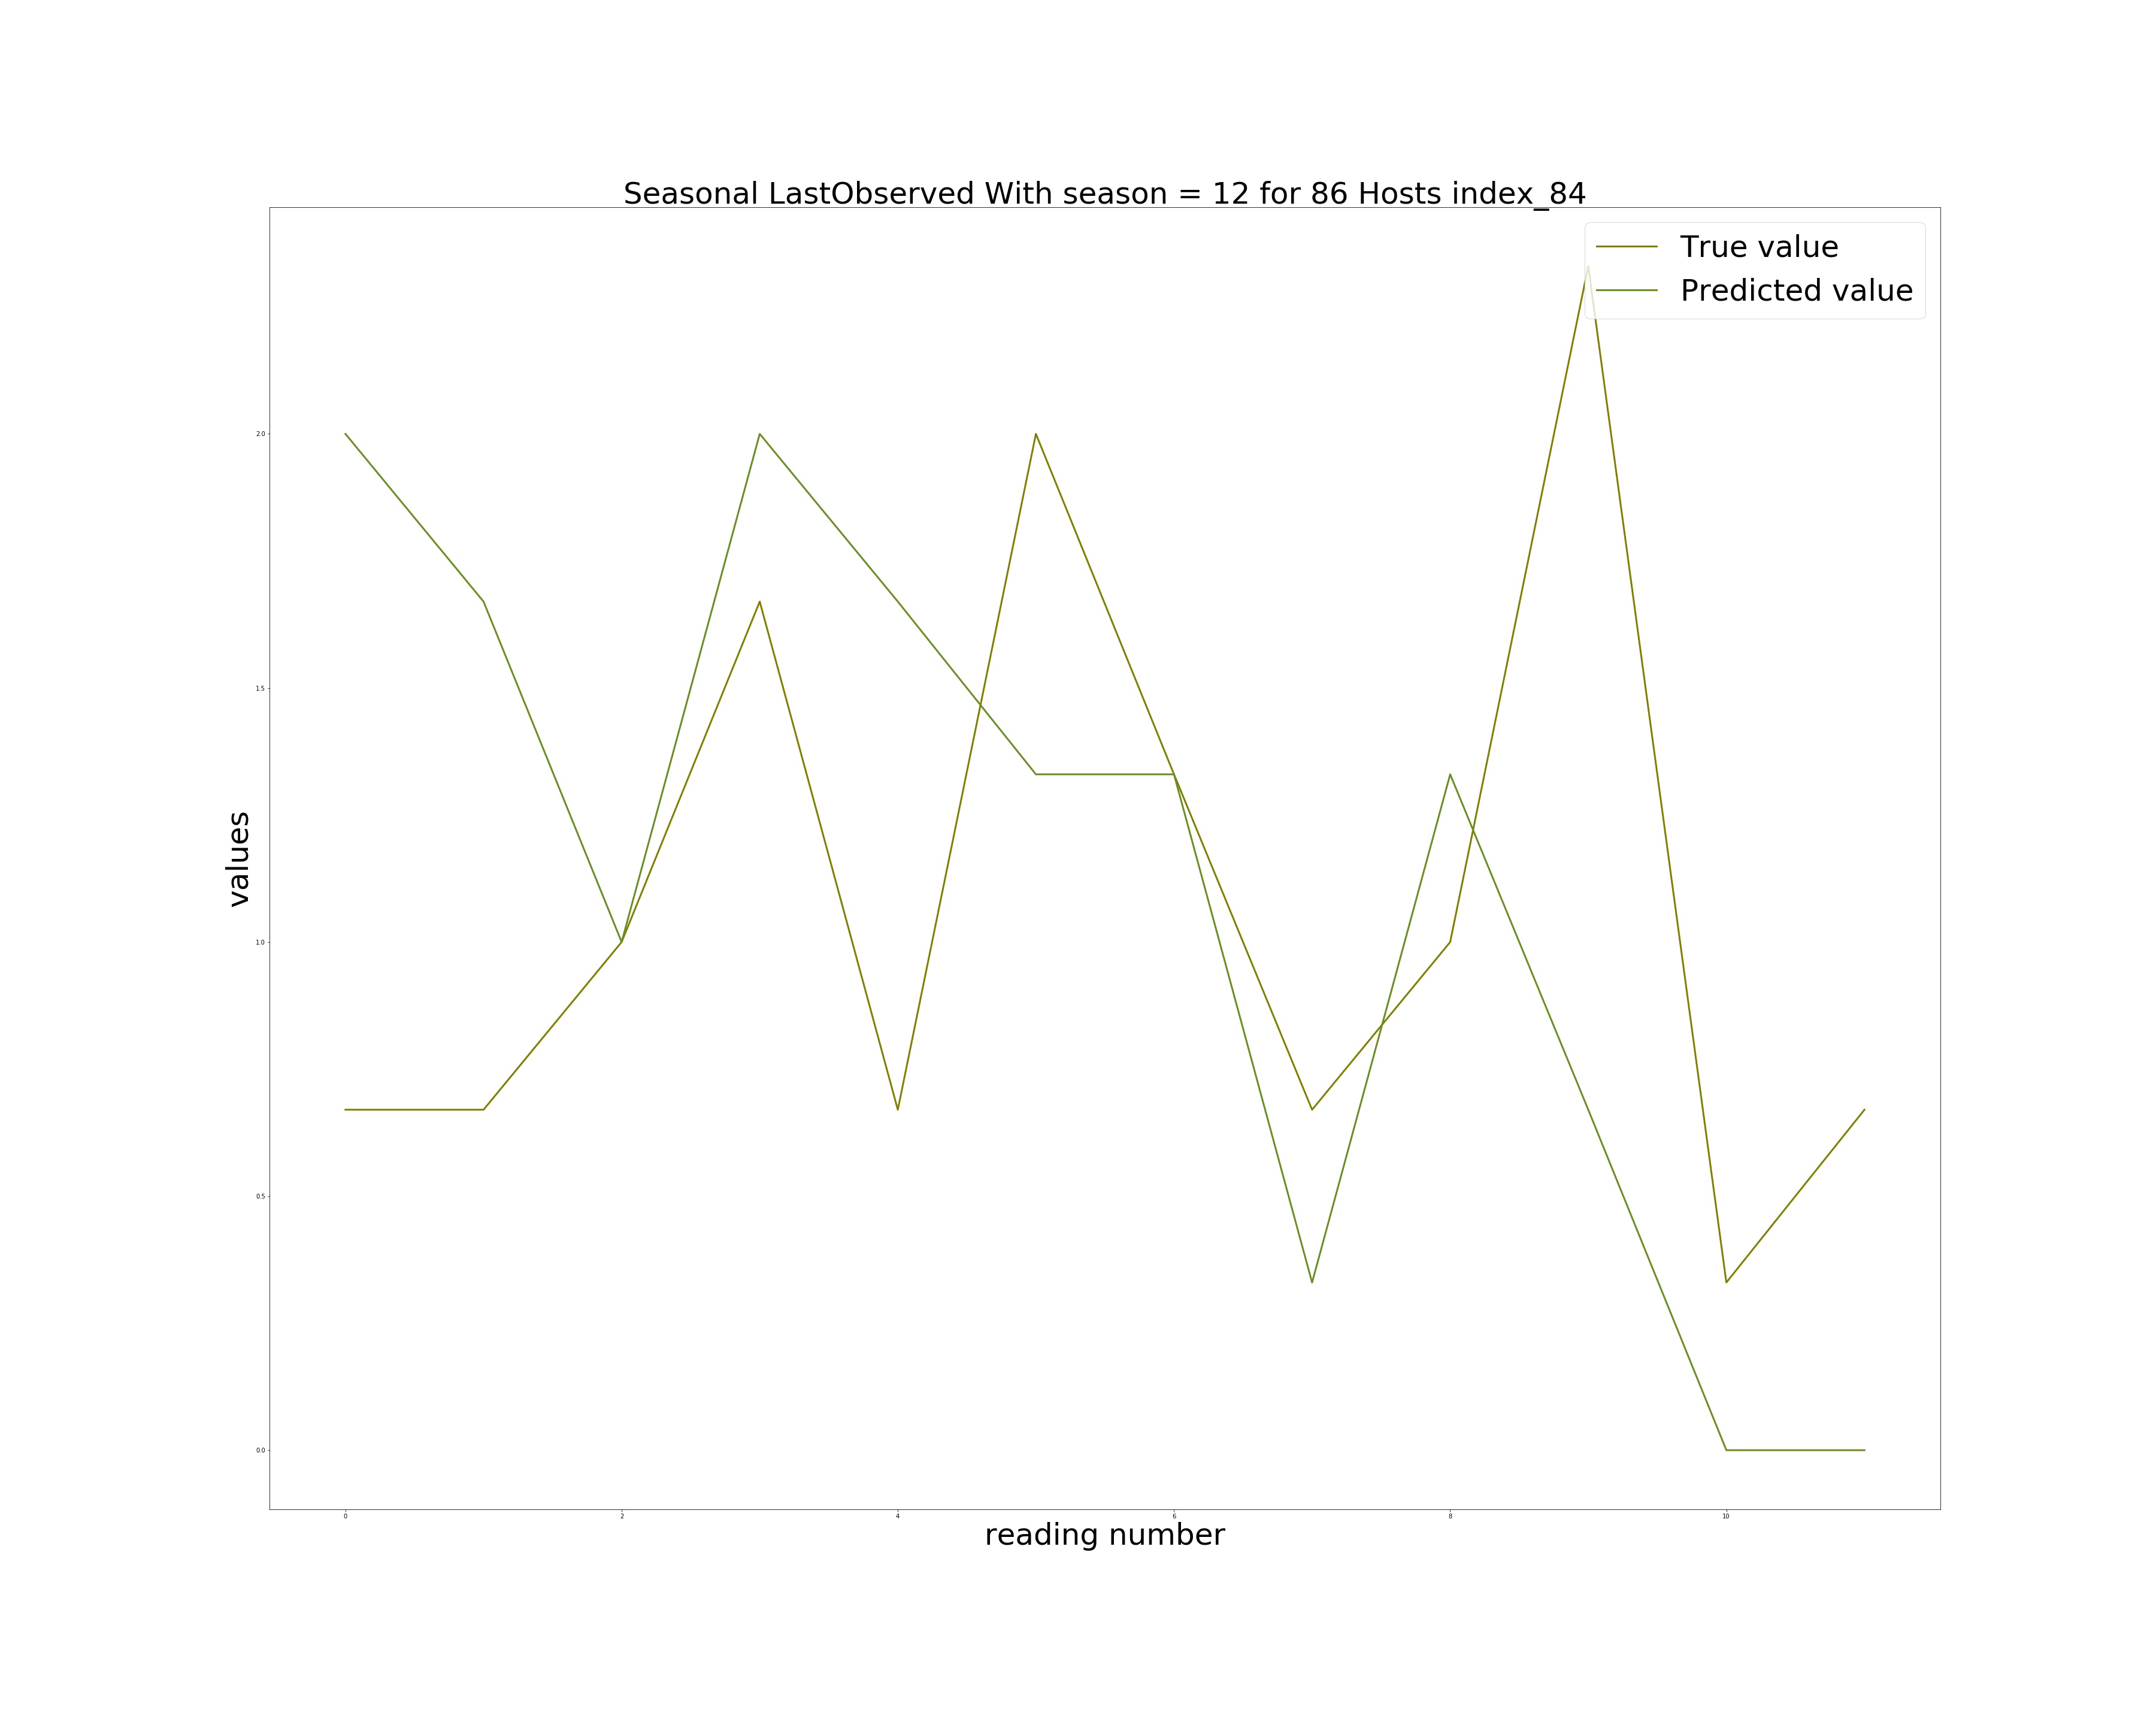 Seasonal LastObserved With season = 12 for 86 Hosts index_84
True value
Predicted value
2.0
1.5
1.0
0.5
0.0
values
0 2 4 6 8 10
reading number